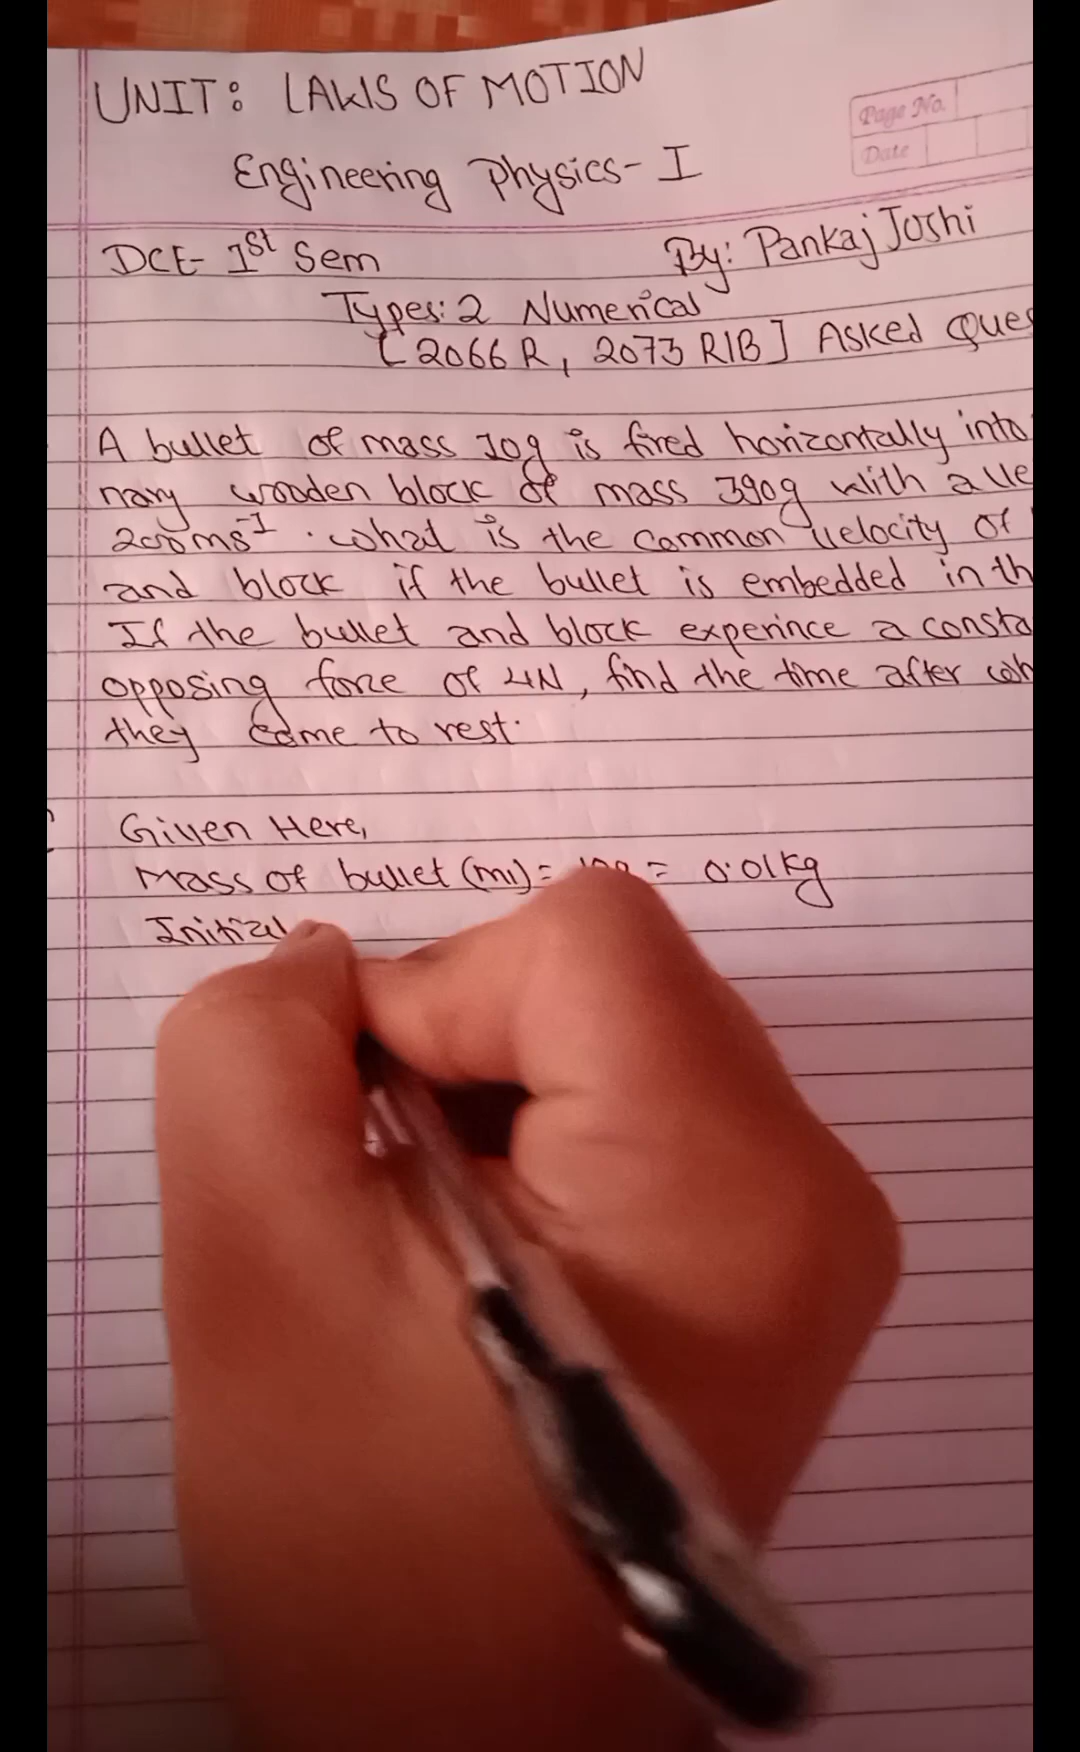 UNIT: LAWS OF MOTION
Page No.
Engineering Physics- I
Date
DCE- 1st Sem
By: Pankaj Joshi
Types: 2 Numerical
[2066 R, 2073 R/B] Asked Ques
A bullet of mass 10g is fired horizontally into
nary wooden block of mass 390g with a ve
200ms-1. what is the common velocity of
and block if the bullet is embedded in th
If the bullet and block experince a consta
opposing force of 4N, find the time after wh
they come to rest.
Given Here,
Mass of bullet (m1) = = 0.01kg
Initial